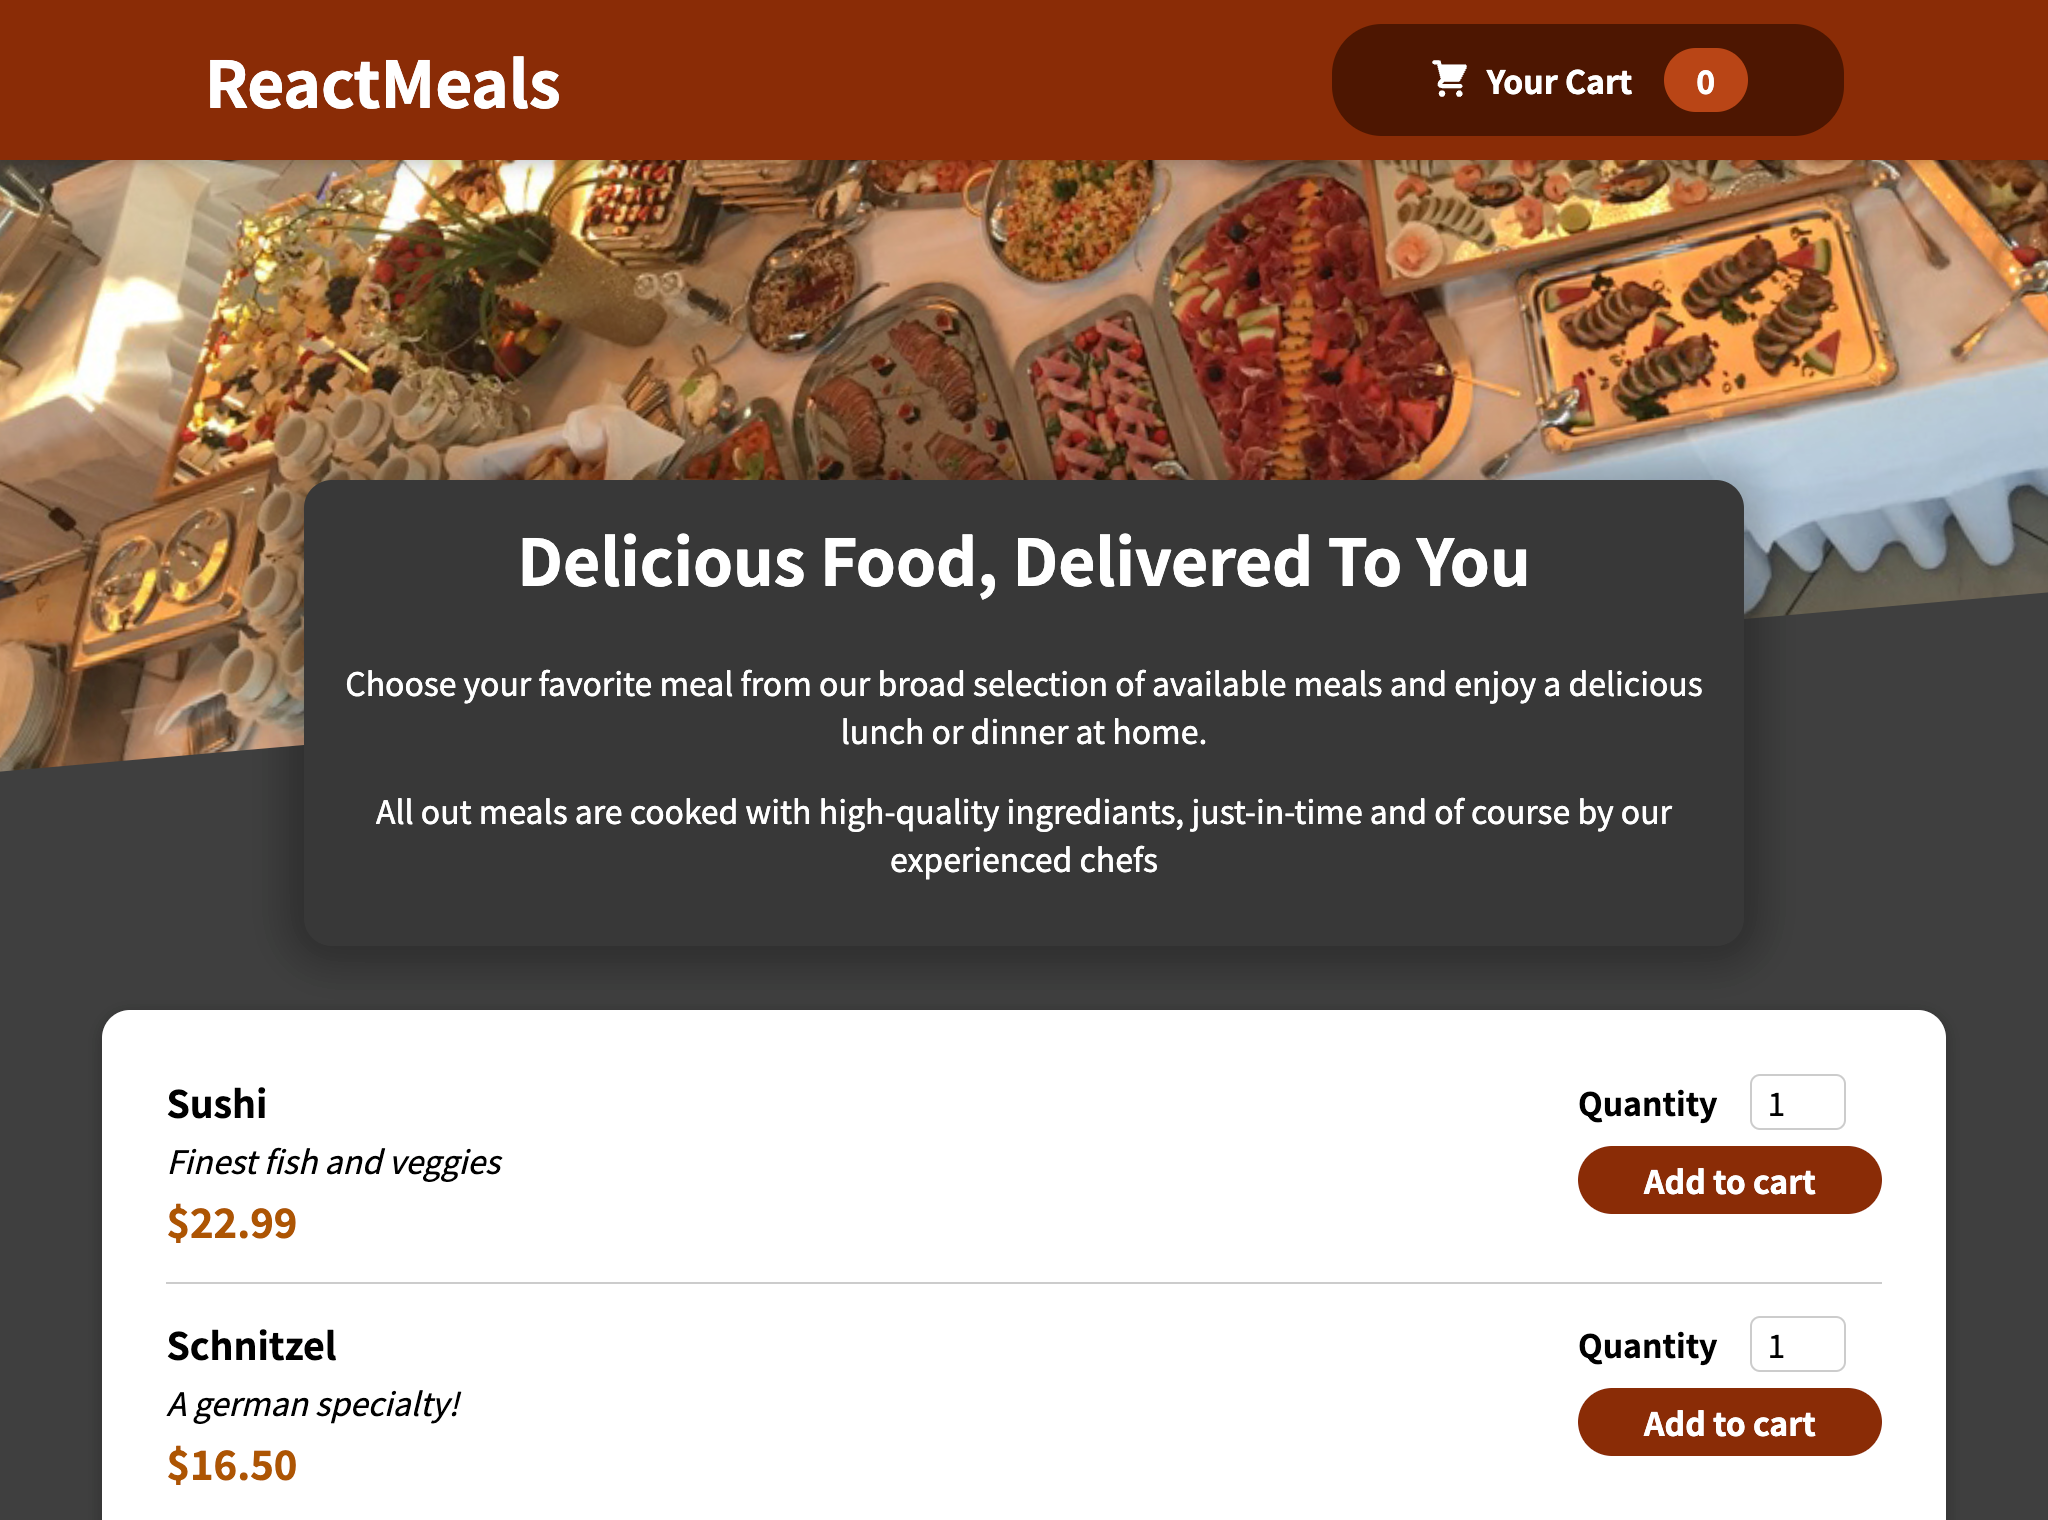 ReactMeals
Your Cart 0
Delicious Food, Delivered To You
Choose your favorite meal from our broad selection of available meals and enjoy a delicious
lunch or dinner at home.
All out meals are cooked with high-quality ingrediants, just-in-time and of course by our
experienced chefs
Sushi
Finest fish and veggies
$22.99
Quantity 1
Add to cart
Schnitzel
A german specialty!
$16.50
Quantity 1
Add to cart